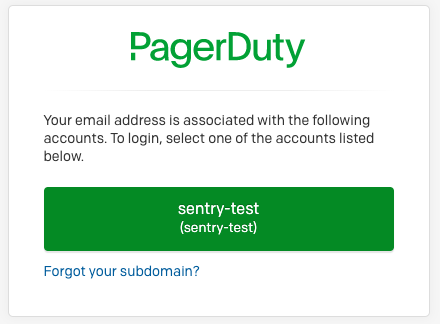 PagerDuty
Your email address is associated with the following
accounts. To login, select one of the accounts listed
below.
sentry-test
(sentry-test)
Forgot your subdomain?